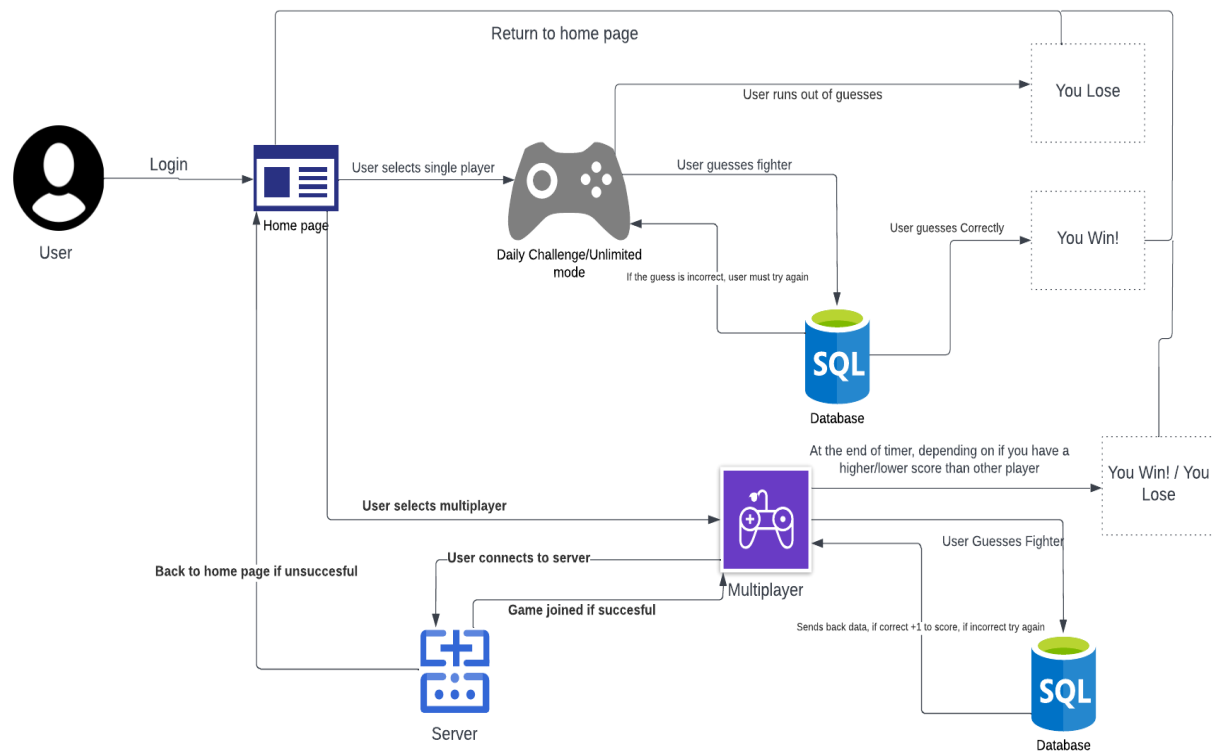 Return to home page
You Lose
User runs out of guesses
Login
User selects single player
User guesses fighter
User
Home page
Daily Challenge/Unlimited
mode
User guesses Correctly
You Win!
If the guess is incorrect, user must try again
SQL
Database
At the end of timer, depending on if you have a
higher/lower score than other player
You Win! / You
Lose
User selects multiplayer
User Guesses Fighter
User connects to server
Back to home page if unsuccesful
Multiplayer
Game joined if succesful
Sends back data, if correct +1 to score, if incorrect try again
SQL
Server
Database